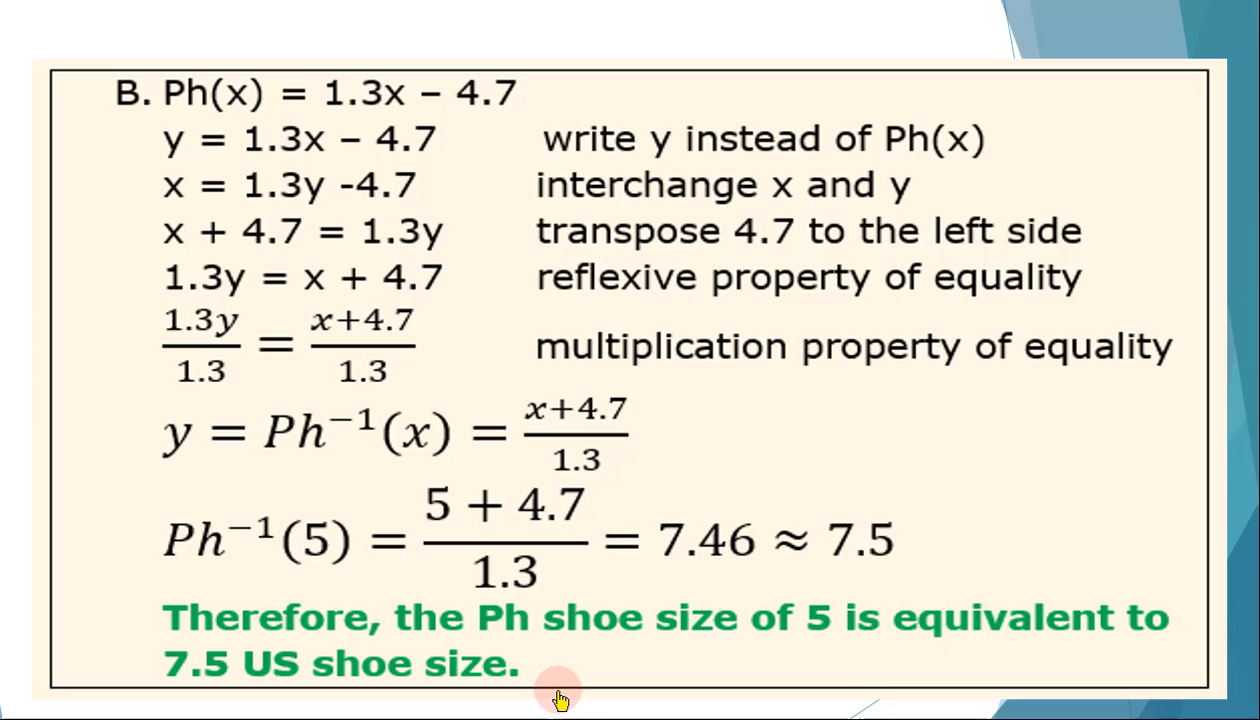 B. Ph(x) = 1.3x – 4.7
y = 1.3x – 4.7 write y instead of Ph(x)
x = 1.3y -4.7 interchange x and y
x + 4.7 = 1.3y transpose 4.7 to the left side
1.3y = x + 4.7 reflexive property of equality
1.3y/1.3 = x+4.7/1.3 multiplication property of equality
y = Ph⁻¹(x) = x+4.7/1.3
Ph⁻¹(5) = 5 + 4.7/1.3 = 7.46 ≈ 7.5
Therefore, the Ph shoe size of 5 is equivalent to
7.5 US shoe size.